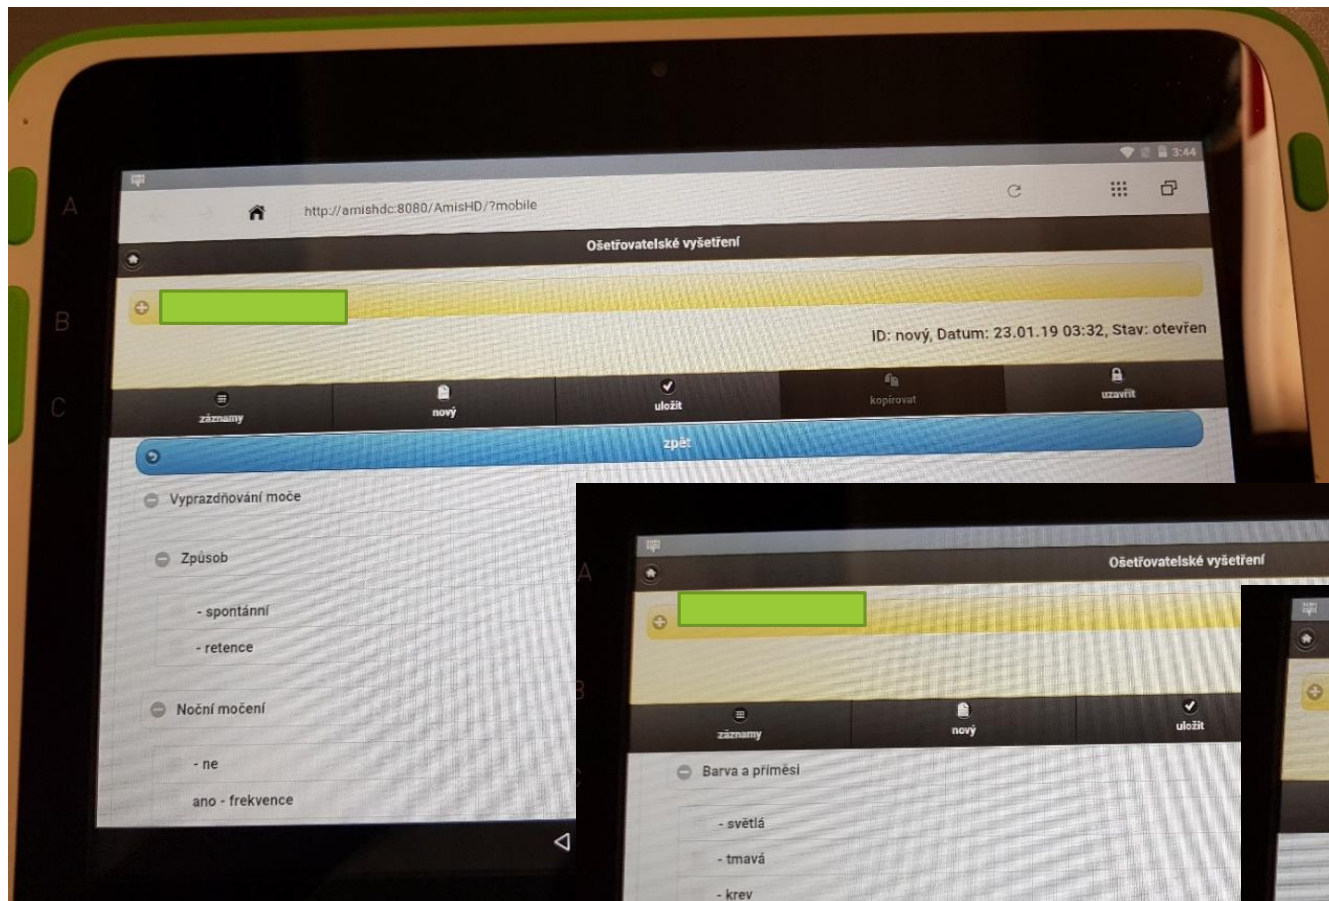 3:44
http://amishdc:8080/AmisHD/?mobile
Ošetřovatelské vyšetření
ID: nový, Datum: 23.01.19 03:32, Stav: otevřen
záznamy
nový
uložit
kopírovat
uzavřít
zpět
Vyprazdňování moče
Způsob
- spontánní
- retence
Noční močení
- ne
ano - frekvence
A
B
C
Ošetřovatelské vyšetření
záznamy
nový
uložit
Barva a příměsi
- světlá
- tmavá
- krev
A
B
C